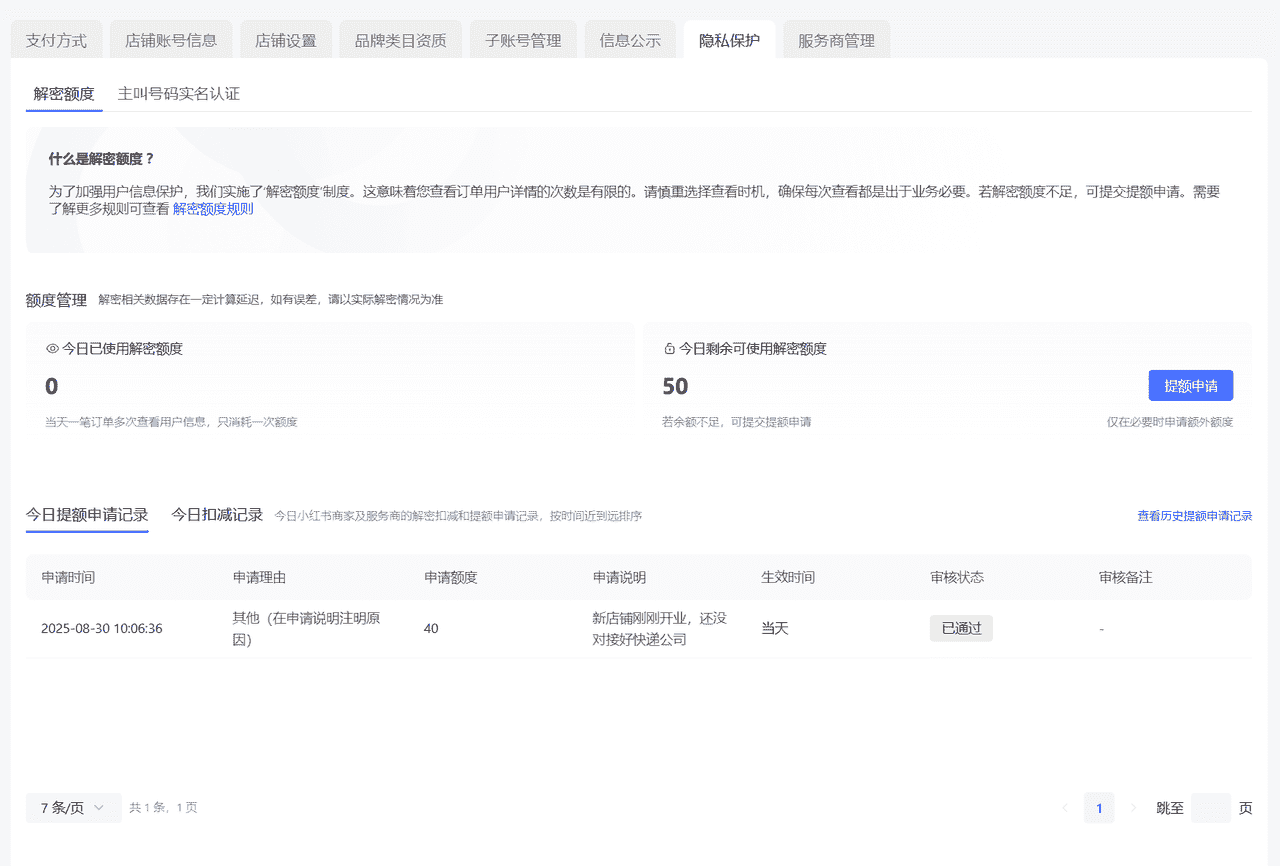 支付方式 店铺账号信息 店铺设置 品牌类目资质 子账号管理 信息公示 隐私保护 服务商管理
解密额度 主叫号码实名认证
什么是解密额度？
为了加强用户信息保护，我们实施了'解密额度'制度。这意味着您查看订单用户详情的次数是有限的。请慎重选择查看时机，确保每次查看都是出于业务必要。若解密额度不足，可提交提额申请。需要
了解更多规则可查看 解密额度规则
额度管理 解密相关数据存在一定计算延迟，如有误差，请以实际解密情况为准
今日已使用解密额度
0
当天一笔订单多次查看用户信息，只消耗一次额度
今日剩余可使用解密额度
50
提额申请
若余额不足，可提交提额申请
仅在必要时申请额外额度
今日提额申请记录 今日扣减记录 今日小红书商家及服务商的解密扣减和提额申请记录，按时间近到远排序 查看历史提额申请记录
申请时间 申请理由 申请额度 申请说明 生效时间 审核状态 审核备注
2025-08-30 10:06:36
其他（在申请说明注明原
因）
40
新店铺刚刚开业，还没
对接好快递公司
当天
已通过
-
7 条/页 共 1 条，1 页 1 跳至 页